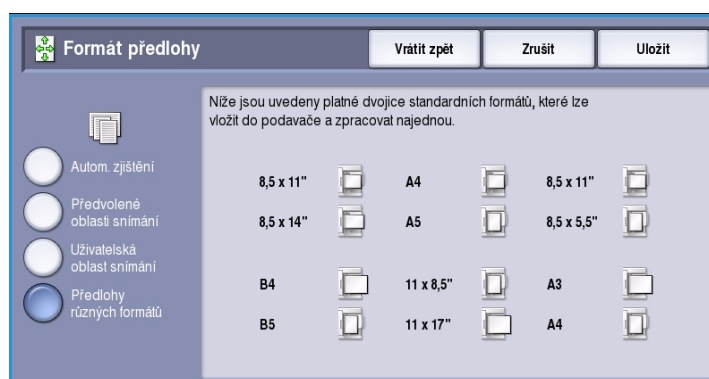 Formát předlohy
Vrátit zpět
Zrušit
Uložit
Autom. zjištění
Předvolené
oblasti snímání
Uživatelská
oblast snímání
Předlohy
různých formátů
Níže jsou uvedeny platné dvojice standardních formátů, které lze
vložit do podavače a zpracovat najednou.
8,5 x 11" A4 8,5 x 11"
8,5 x 14" A5 8,5 x 5,5"
B4 11 x 8,5" A3
B5 11 x 17" A4